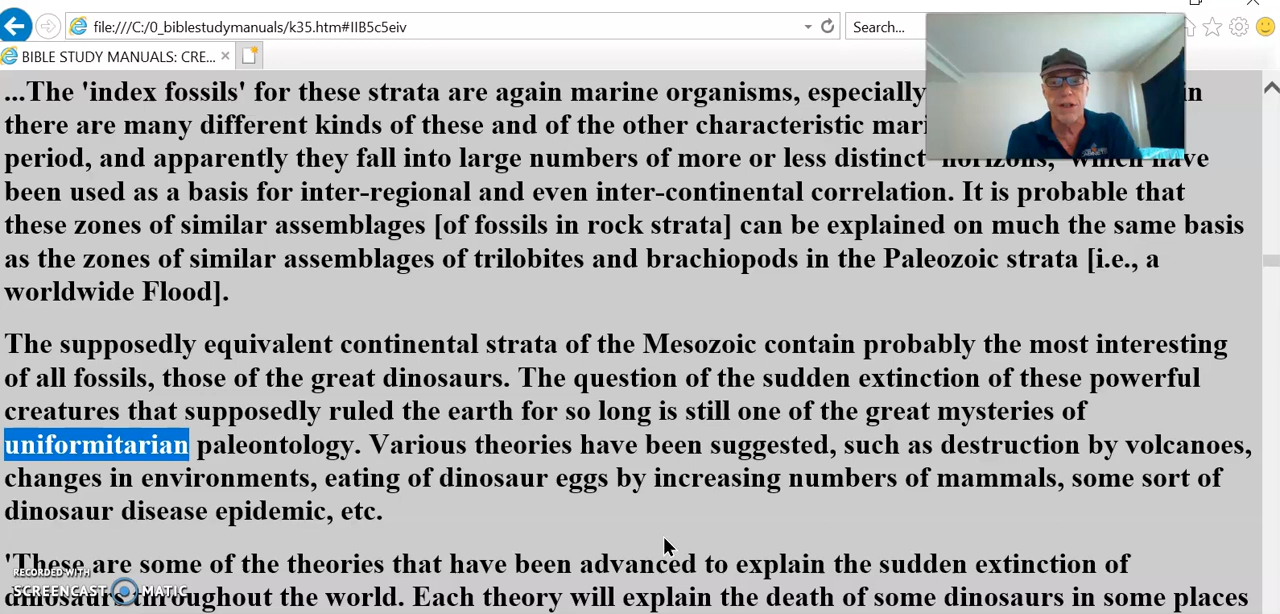 file:///C:/0_biblestudymanuals/k35.htm#IIB5c5eiv
Search...
BIBLE STUDY MANUALS: CRE...
...The 'index fossils' for these strata are again marine organisms, especially in
there are many different kinds of these and of the other characteristic mari
period, and apparently they fall into large numbers of more or less distinct 'horizons,' which have
been used as a basis for inter-regional and even inter-continental correlation. It is probable that
these zones of similar assemblages [of fossils in rock strata] can be explained on much the same basis
as the zones of similar assemblages of trilobites and brachiopods in the Paleozoic strata [i.e., a
worldwide Flood].
The supposedly equivalent continental strata of the Mesozoic contain probably the most interesting
of all fossils, those of the great dinosaurs. The question of the sudden extinction of these powerful
creatures that supposedly ruled the earth for so long is still one of the great mysteries of
uniformitarian paleontology. Various theories have been suggested, such as destruction by volcanoes,
changes in environments, eating of dinosaur eggs by increasing numbers of mammals, some sort of
dinosaur disease epidemic, etc.
'These are some of the theories that have been advanced to explain the sudden extinction of
RECORDED WITH
dinosaurs throughout the world. Each theory will explain the death of some dinosaurs in some places
SCREENCAST MATIC